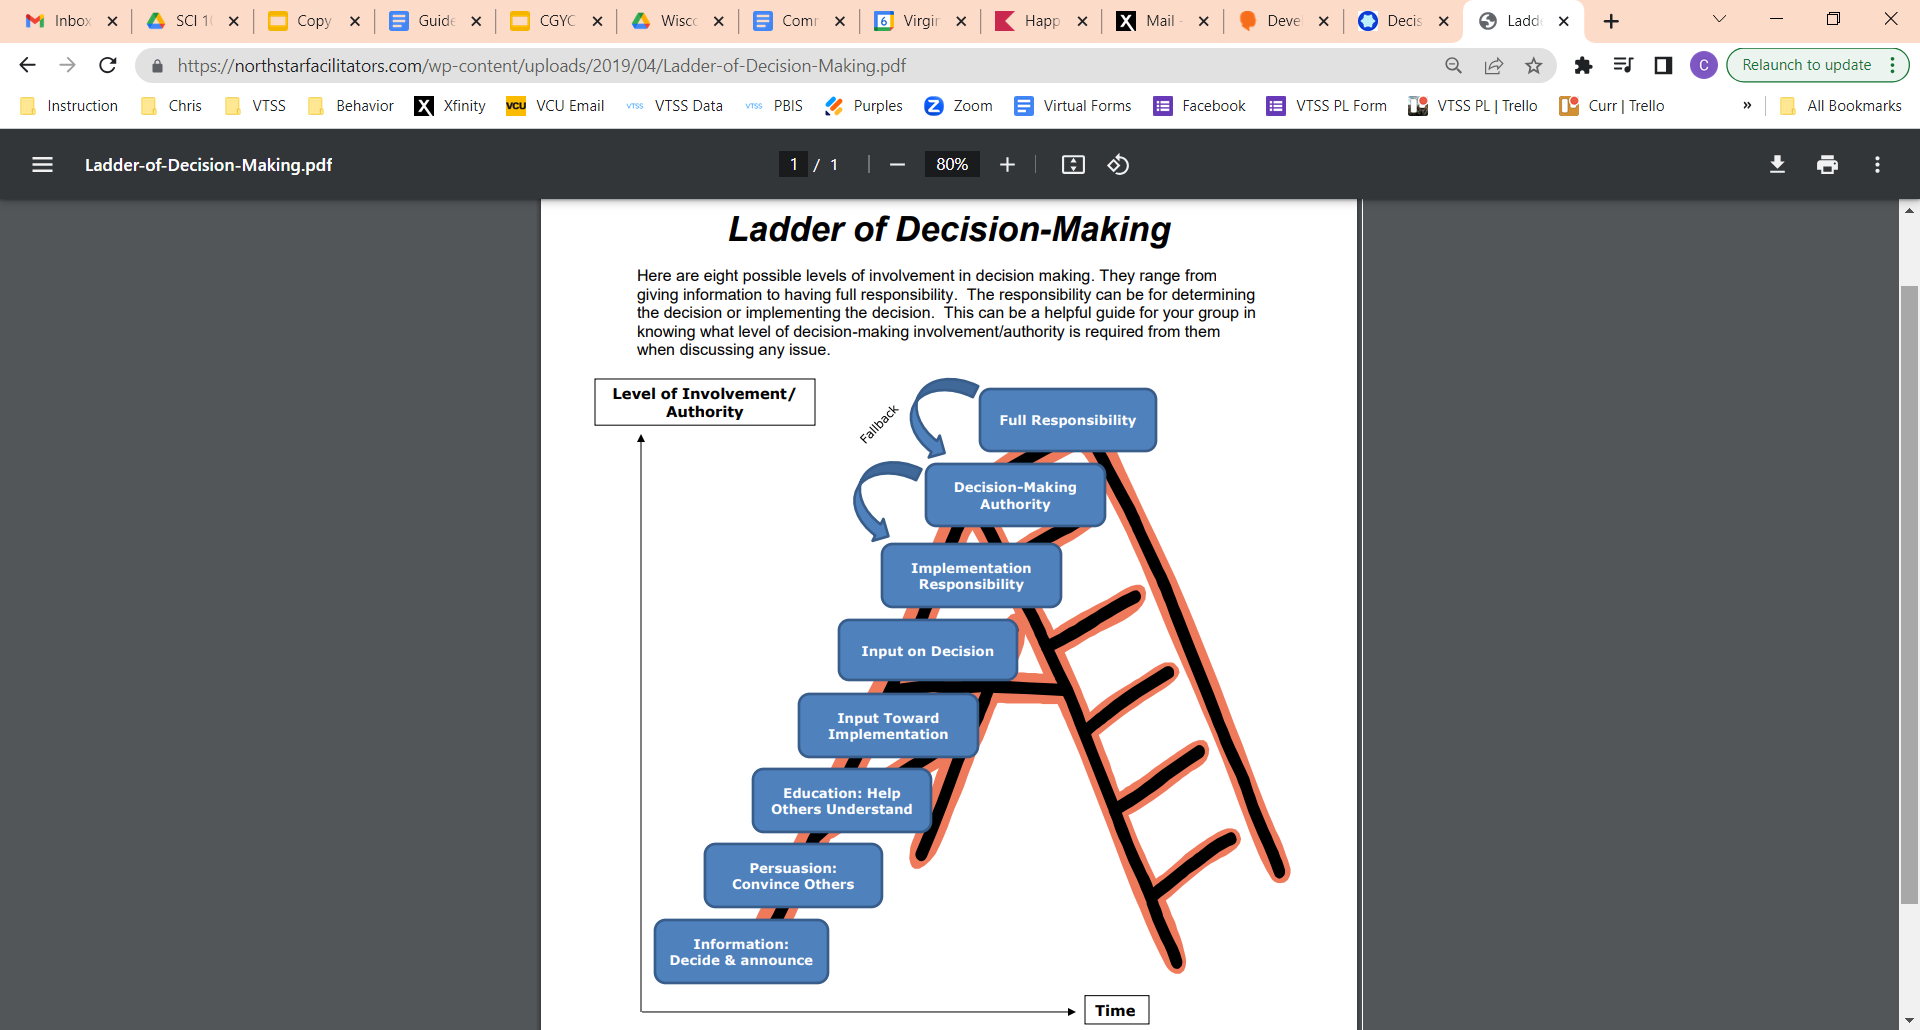 Inbox
SCI 1
Copy
Guide
CGYC
Wisc
Com
6
Virgin
Happ
Mail
Deve
Decis
Ladd
https://northstarfacilitators.com/wp-content/uploads/2019/04/Ladder-of-Decision-Making.pdf
C
Relaunch to update
Instruction
Chris
VTSS
Behavior
X
Xfinity
VCU
VCU Email
VTSS
VTSS Data
VTSS
PBIS
Purples
Z
Zoom
Virtual Forms
Facebook
VTSS PL Form
VTSS PL | Trello
Curr | Trello
»
All Bookmarks
Ladder-of-Decision-Making.pdf
1 / 1
80%
Ladder of Decision-Making
Here are eight possible levels of involvement in decision making. They range from
giving information to having full responsibility. The responsibility can be for determining
the decision or implementing the decision. This can be a helpful guide for your group in
knowing what level of decision-making involvement/authority is required from them
when discussing any issue.
Level of Involvement/
Authority
Fallback
Full Responsibility
Decision-Making
Authority
Implementation
Responsibility
Input on Decision
Input Toward
Implementation
Education: Help
Others Understand
Persuasion:
Convince Others
Information:
Decide & announce
Time